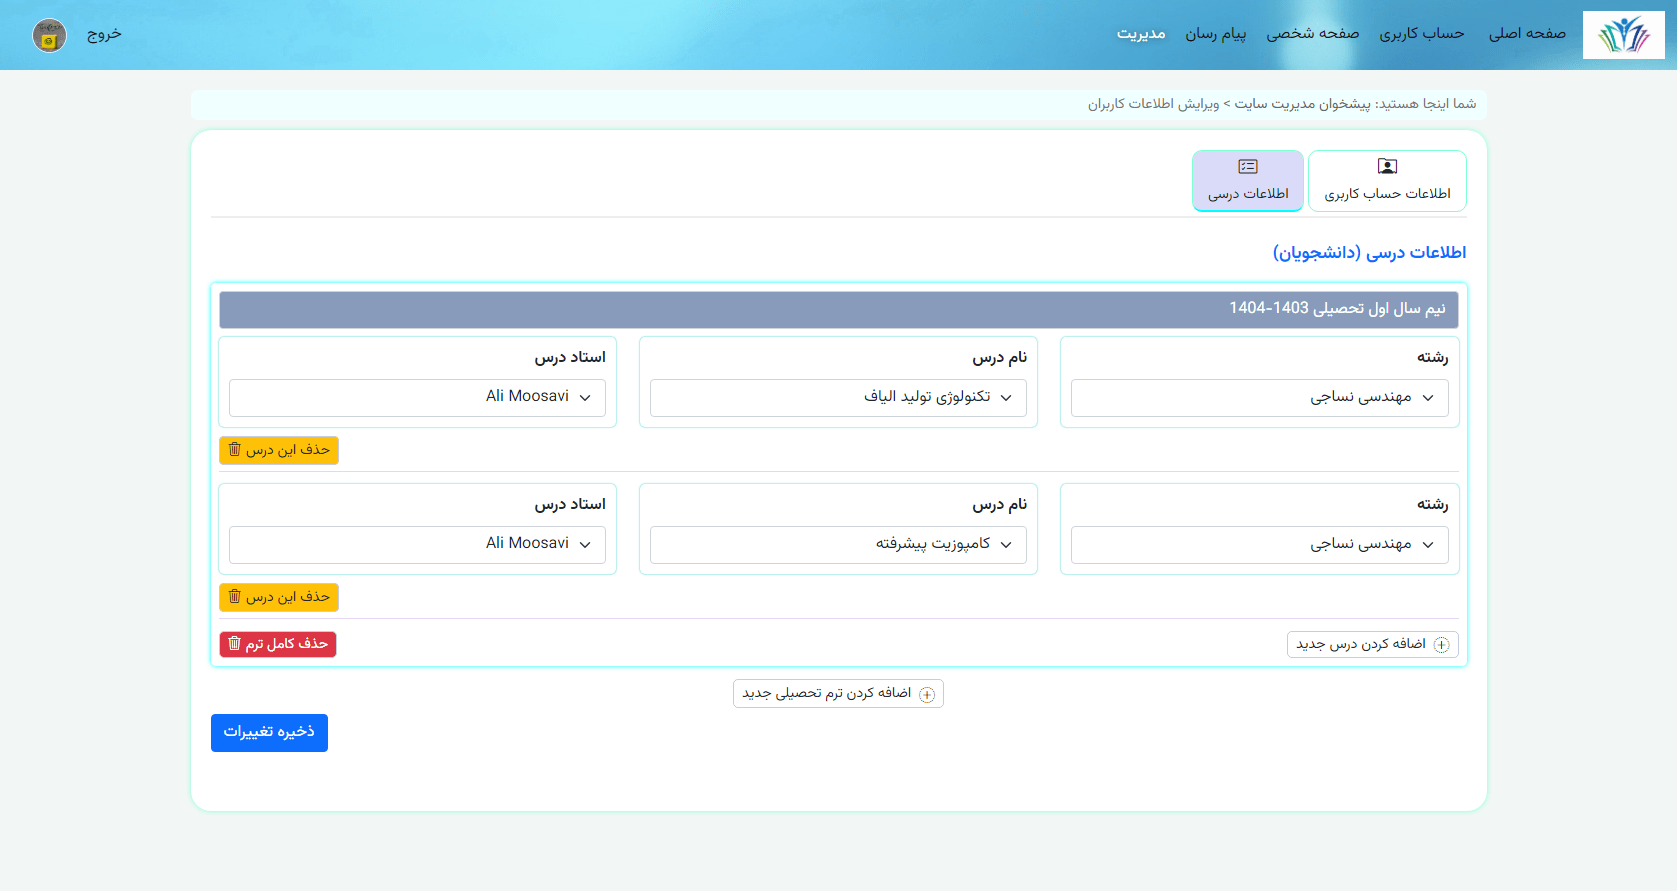 صفحه اصلی
حساب کاربری
صفحه شخصی
پیام رسان
مدیریت
خروج
شما اینجا هستید: پیشخوان مدیریت سایت > ویرایش اطلاعات کاربران
اطلاعات حساب کاربری
اطلاعات درسی
اطلاعات درسی (دانشجویان)
نیم سال اول تحصیلی 1403-1404
رشته
نام درس
استاد درس
مهندسی نساجی
تکنولوژی تولید الیاف
Ali Moosavi
حذف این درس
رشته
نام درس
استاد درس
مهندسی نساجی
کامپوزیت پیشرفته
Ali Moosavi
حذف این درس
اضافه کردن درس جدید
حذف کامل ترم
اضافه کردن ترم تحصیلی جدید
ذخیره تغییرات